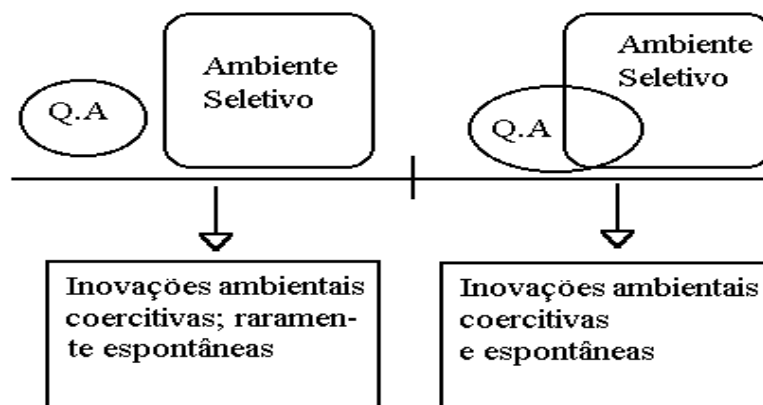 Q.A
Ambiente
Seletivo
Q.A
Ambiente
Seletivo
Inovações ambientais
coercitivas; raramen-
te espontâneas
Inovações ambientais
coercitivas
e espontâneas